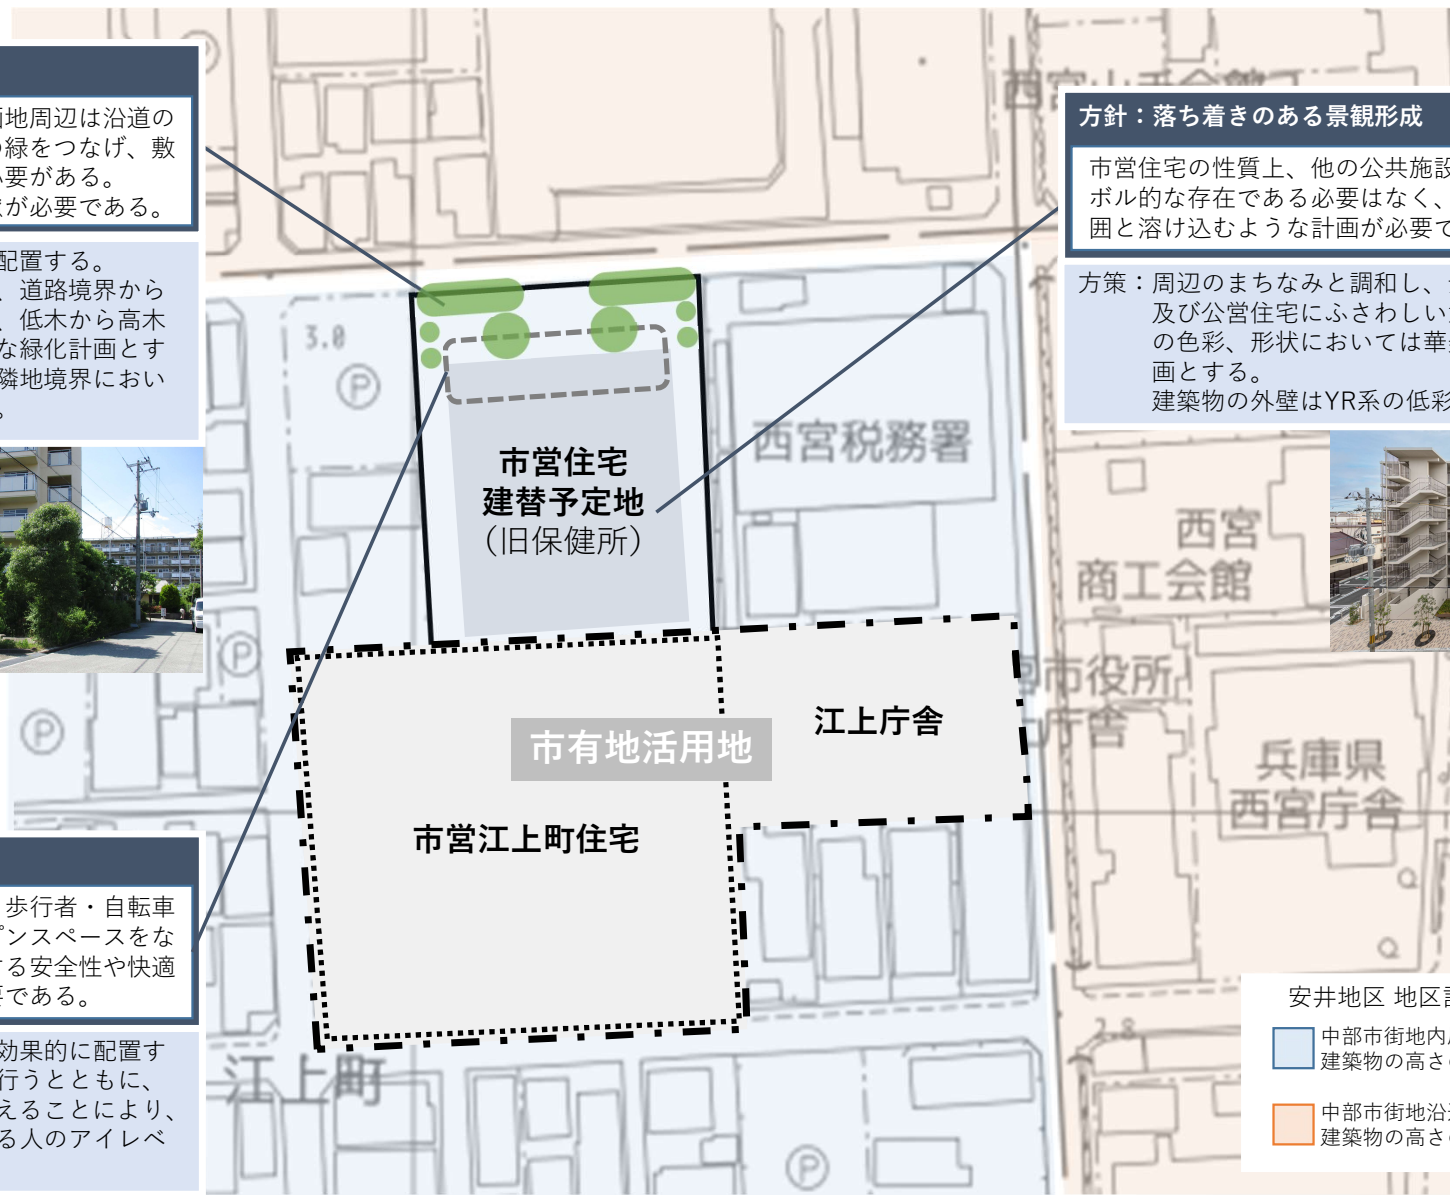 画地周辺は沿道の
の緑をつなげ、敷
必要がある。
が必要である。
配置する。
、道路境界から
、低木から高木
な緑化計画とす
隣地境界におい
。
方針：落ち着きのある景観形成
市営住宅の性質上、他の公共施設
ボル的な存在である必要はなく、
囲と溶け込むような計画が必要で
方策：周辺のまちなみと調和し、
及び公営住宅にふさわしい
の色彩、形状においては華
画とする。
建築物の外壁はYR系の低彩
3.0
P
西宮税務署
市営住宅
建替予定地
（旧保健所）
西宮
商工会館
P
P
市役所
庁舎
江上庁舎
市有地活用地
兵庫県
西宮庁舎
市営江上町住宅
歩行者・自転車
プンスペースをな
する安全性や快適
要である。
効果的に配置す
行うとともに、
えることにより、
る人のアイレベ
江上町
P
2.8
安井地区 地区計
中部市街地内
建築物の高さの
中部市街地沿道
建築物の高さの